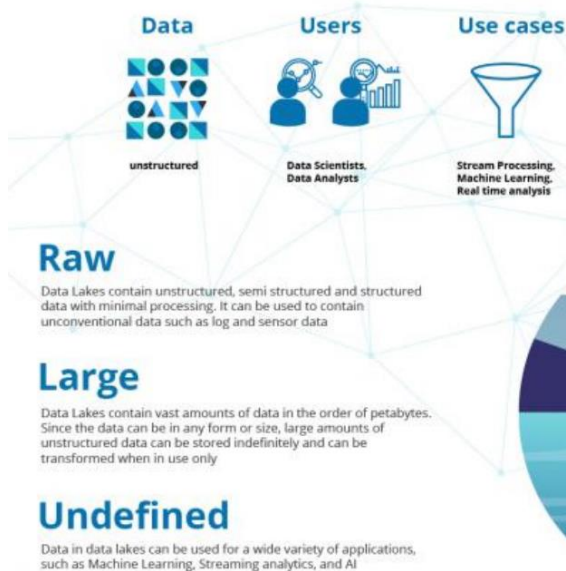 Data
Users
Use cases
unstructured
Data Scientists,
Data Analysts
Stream Processing,
Machine Learning,
Real time analysis
Raw
Data Lakes contain unstructured, semi structured and structured
data with minimal processing. It can be used to contain
unconventional data such as log and sensor data
Large
Data Lakes contain vast amounts of data in the order of petabytes.
Since the data can be in any form or size, large amounts of
unstructured data can be stored indefinitely and can be
transformed when in use only
Undefined
Data in data lakes can be used for a wide variety of applications,
such as Machine Learning, Streaming analytics, and AI